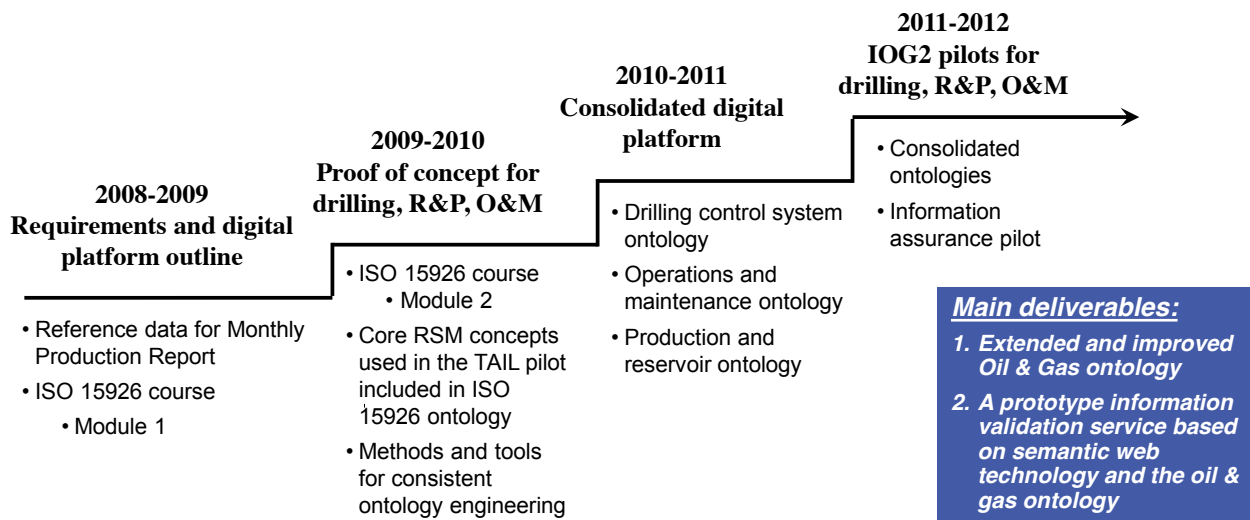 2008-2009
Requirements and digital
platform outline
• Reference data for Monthly
Production Report
• ISO 15926 course
• Module 1
2009-2010
Proof of concept for
drilling, R&P, O&M
• ISO 15926 course
• Module 2
• Core RSM concepts
used in the TAIL pilot
included in ISO
15926 ontology
• Methods and tools
for consistent
ontology engineering
2010-2011
Consolidated digital
platform
• Drilling control system
ontology
• Operations and
maintenance ontology
• Production and
reservoir ontology
2011-2012
IOG2 pilots for
drilling, R&P, O&M
• Consolidated
ontologies
• Information
assurance pilot
Main deliverables:
1. Extended and improved
Oil & Gas ontology
2. A prototype information
validation service based
on semantic web
technology and the oil &
gas ontology